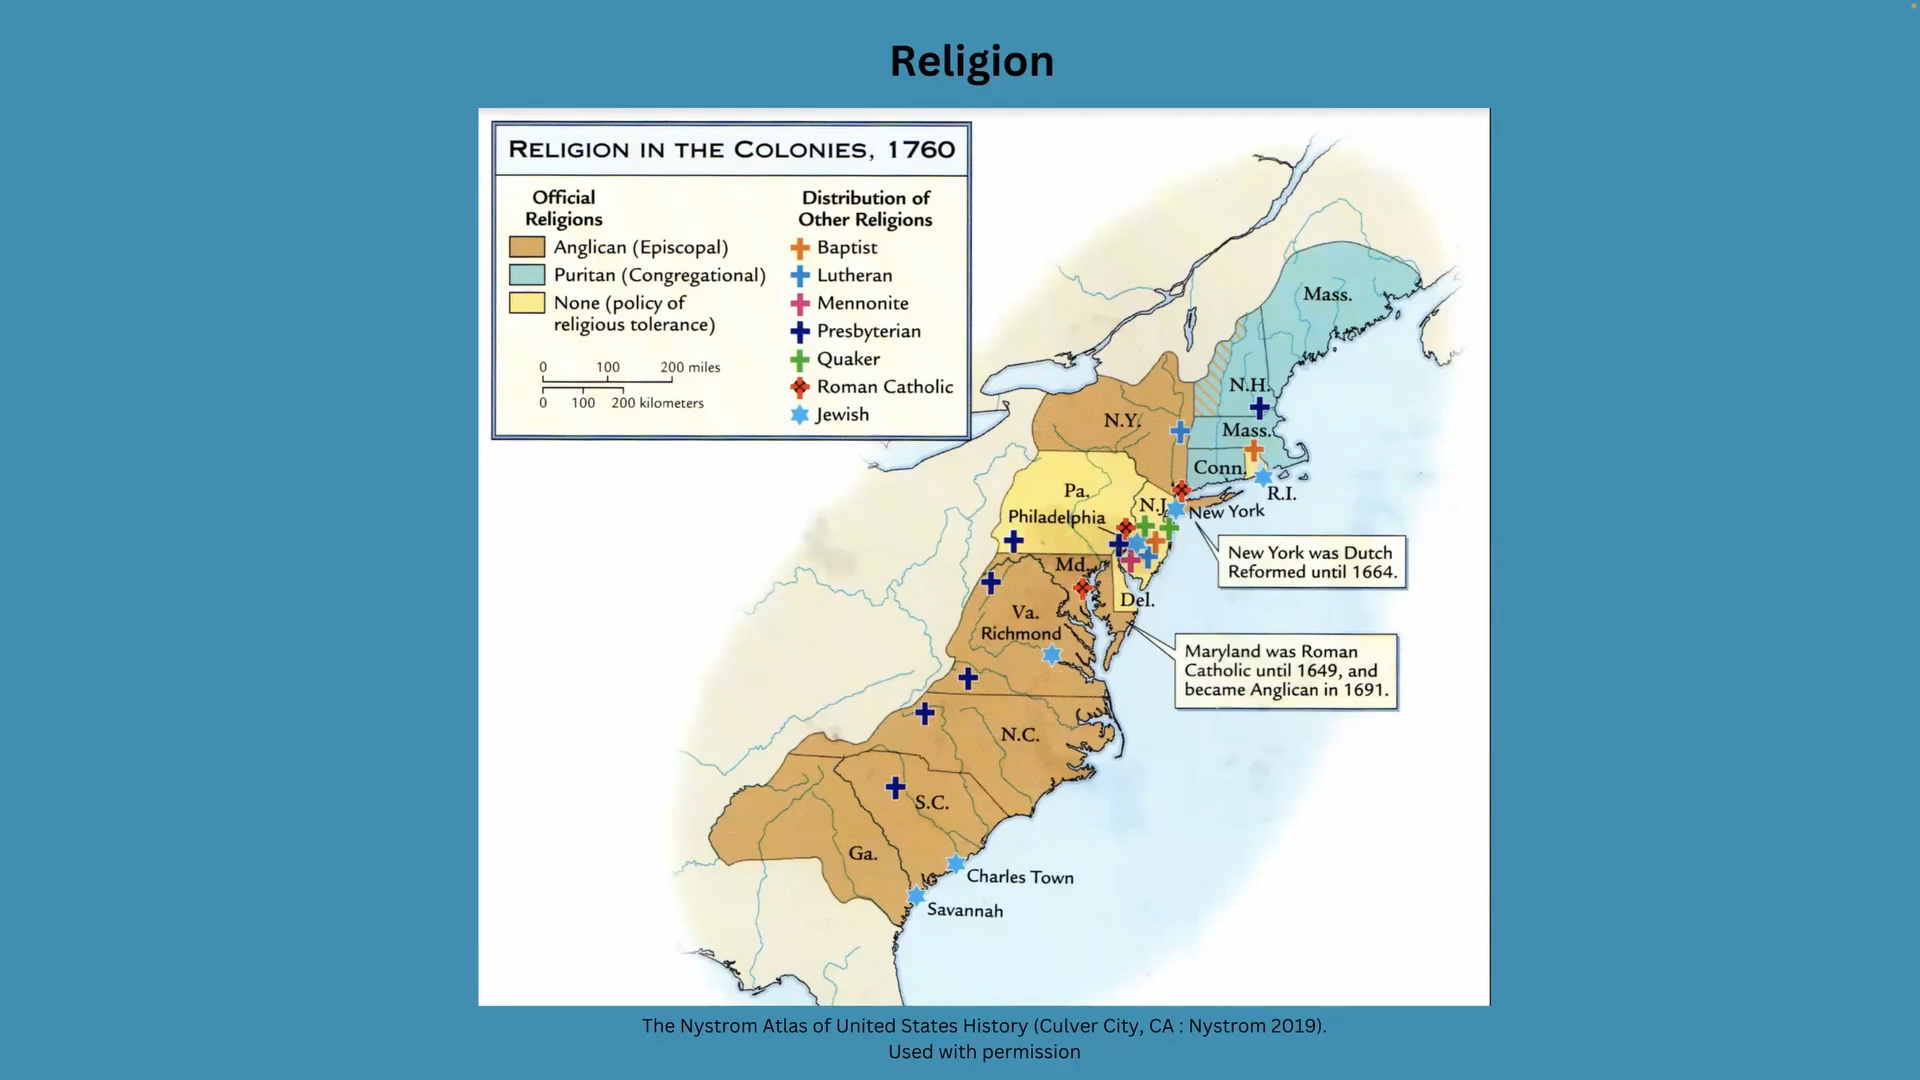 Religion
RELIGION IN THE COLONIES, 1760
Official
Religions
Anglican (Episcopal)
Puritan (Congregational)
None (policy of
religious tolerance)
0 100 200 miles
0 100 200 kilometers
Distribution of
Other Religions
Baptist
Lutheran
Mennonite
Presbyterian
Quaker
Roman Catholic
Jewish
Mass.
N.H.
N.Y.
Mass.
Conn.
R.I.
Pa.
N.J.
New York
Philadelphia
New York was Dutch
Reformed until 1664.
Md.
Del.
Va.
Richmond
Maryland was Roman
Catholic until 1649, and
became Anglican in 1691.
N.C.
S.C.
Ga.
Charles Town
Savannah
The Nystrom Atlas of United States History (Culver City, CA : Nystrom 2019).
Used with permission